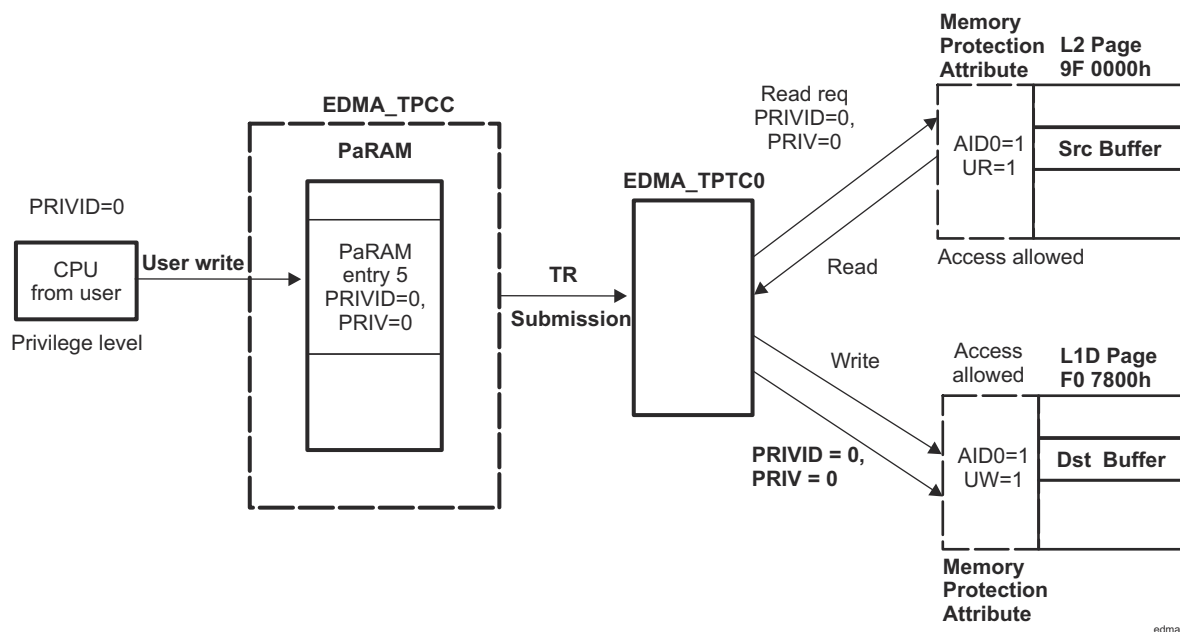 Memory
Protection
Attribute
L2 Page
9F 0000h
EDMA_TPCC
PaRAM
Read req
PRIVID=0,
PRIV=0
AID0=1
UR=1
Src Buffer
EDMA_TPTC0
PRIVID=0
CPU
from user
Privilege level
User write
PaRAM
entry 5
PRIVID=0,
PRIV=0
TR
Submission
Read
Access allowed
Write
Access
allowed
L1D Page
F0 7800h
PRIVID = 0,
PRIV = 0
AID0=1
UW=1
Dst Buffer
Memory
Protection
Attribute
edma